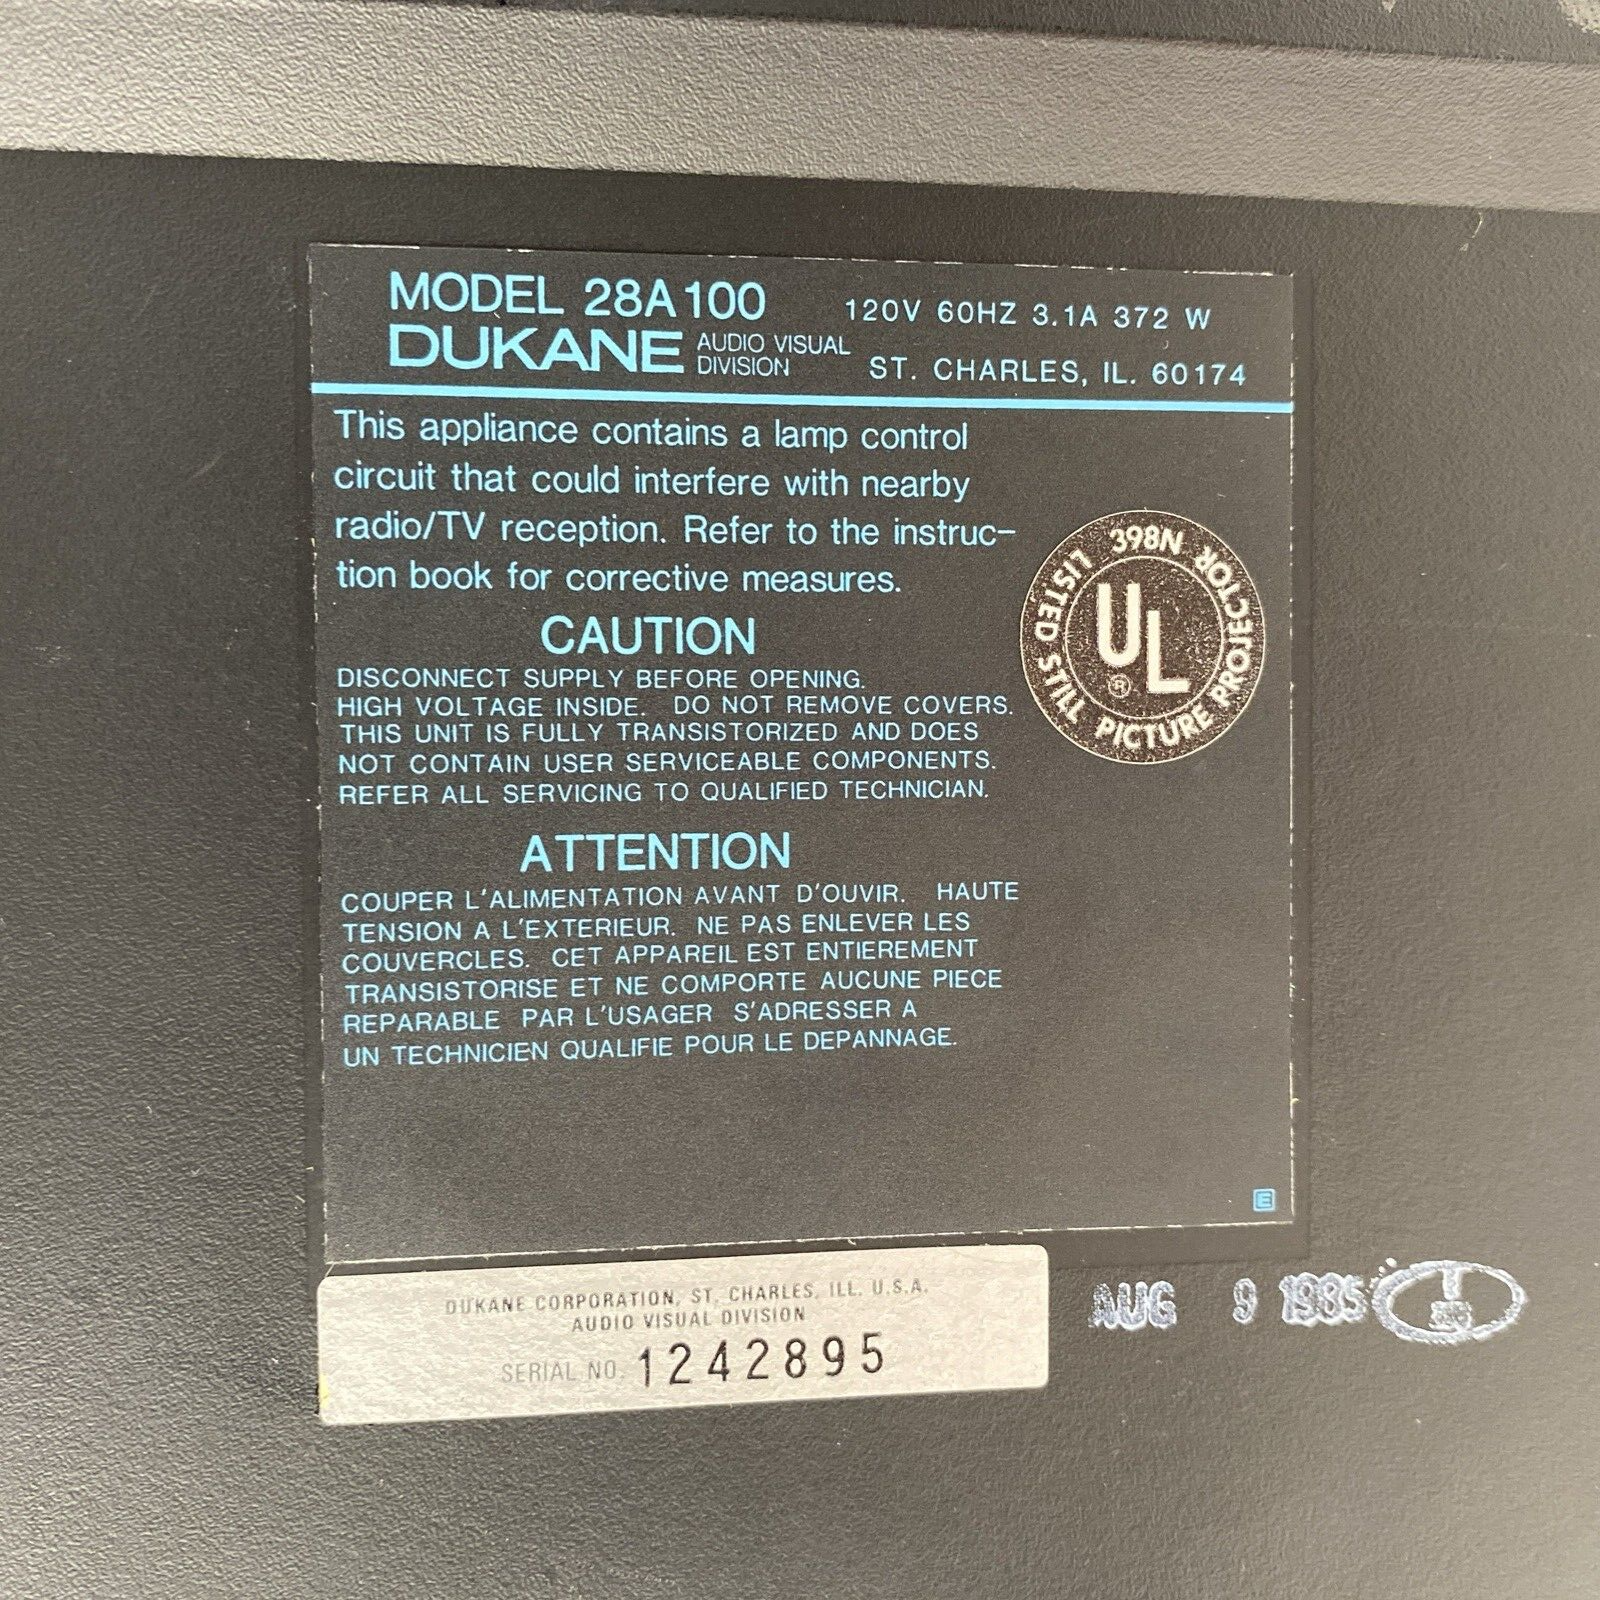 MODEL 28A100 120V 60HZ 3.1A 372 W
DUKANE AUDIO VISUAL DIVISION ST. CHARLES, IL. 60174
This appliance contains a lamp control
circuit that could interfere with nearby
radio/TV reception. Refer to the instruc-
tion book for corrective measures.
CAUTION
DISCONNECT SUPPLY BEFORE OPENING.
HIGH VOLTAGE INSIDE. DO NOT REMOVE COVERS.
THIS UNIT IS FULLY TRANSISTORIZED AND DOES
NOT CONTAIN USER SERVICEABLE COMPONENTS.
REFER ALL SERVICING TO QUALIFIED TECHNICIAN.
LISTED 398N PROJECTOR
UL ®
STILL PICTURE PROJECTOR
ATTENTION
COUPER L'ALIMENTATION AVANT D'OUVIR. HAUTE
TENSION A L'EXTERIEUR. NE PAS ENLEVER LES
COUVERCLES. CET APPAREIL EST ENTIEREMENT
TRANSISTORISE ET NE COMPORTE AUCUNE PIECE
REPARABLE PAR L'USAGER S'ADRESSER A
UN TECHNICIEN QUALIFIE POUR LE DEPANNAGE.
E
DUKANE CORPORATION, ST. CHARLES, ILL. U.S.A.
AUDIO VISUAL DIVISION
SERIAL NO. 1242895
AUG 9 1985